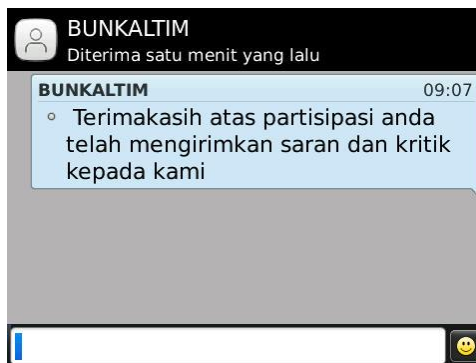 BUNKALTIM
Diterima satu menit yang lalu
BUNKALTIM 09:07
Terimakasih atas partisipasi anda
telah mengirimkan saran dan kritik
kepada kami